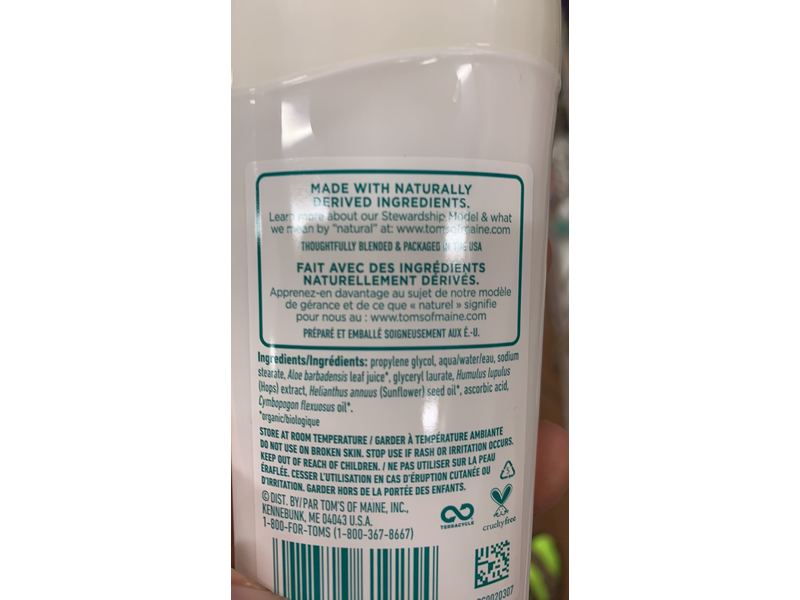 MADE WITH NATURALLY
DERIVED INGREDIENTS.
Learn more about our Stewardship Model & what
we mean by "natural" at: www.tomsofmaine.com
THOUGHTFULLY BLENDED & PACKAGED IN THE USA
FAIT AVEC DES INGRÉDIENTS
NATURELLEMENT DÉRIVÉS.
Apprenez-en davantage au sujet de notre modèle
de gérance et de ce que « naturel » signifie
pour nous au : www.tomsofmaine.com
PRÉPARÉ ET EMBALLÉ SOIGNEUSEMENT AUX É.-U.
Ingredients/Ingrédients: propylene glycol, aqua/water/eau, sodium
stearate, Aloe barbadensis leaf juice*, glyceryl laurate, Humulus lupulus
(Hops) extract, Helianthus annuus (Sunflower) seed oil*, ascorbic acid,
Cymbopogon flexuosus oil*.
*organic/biologique
STORE AT ROOM TEMPERATURE / GARDER À TEMPÉRATURE AMBIANTE
DO NOT USE ON BROKEN SKIN. STOP USE IF RASH OR IRRITATION OCCURS.
KEEP OUT OF REACH OF CHILDREN. / NE PAS UTILISER SUR LA PEAU
ÉRAFLÉE. CESSER L'UTILISATION EN CAS D'ÉRUPTION CUTANÉE OU
D'IRRITATION. GARDER HORS DE LA PORTÉE DES ENFANTS.
© DIST. BY/PAR TOM'S OF MAINE, INC.,
KENNEBUNK, ME 04043 U.S.A.
1-800-FOR-TOMS (1-800-367-8667)
5
TERRACYCLE
crueltyfree